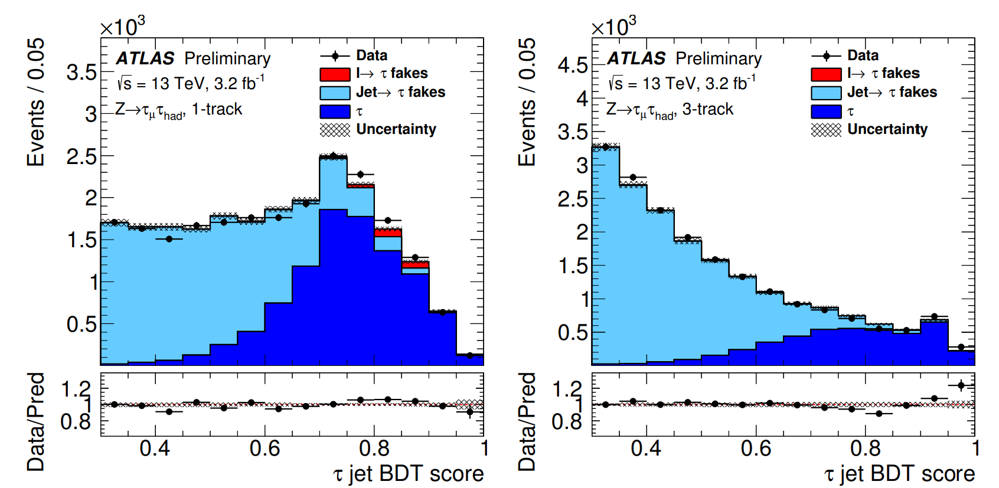 ×10³
Events / 0.05
ATLAS Preliminary
√s = 13 TeV, 3.2 fb⁻¹
Z→τ_μτ_had, 1-track
Data
l→ τ fakes
Jet→ τ fakes
τ
Uncertainty
3.5
3
2.5
2
1.5
1
0.5
Data/Pred
1.2
1
0.8
0.4
0.6
0.8
1
τ jet BDT score
×10³
Events / 0.05
ATLAS Preliminary
√s = 13 TeV, 3.2 fb⁻¹
Z→τ_μτ_had, 3-track
Data
l→ τ fakes
Jet→ τ fakes
τ
Uncertainty
4.5
4
3.5
3
2.5
2
1.5
1
0.5
Data/Pred
1.2
1
0.8
0.4
0.6
0.8
1
τ jet BDT score